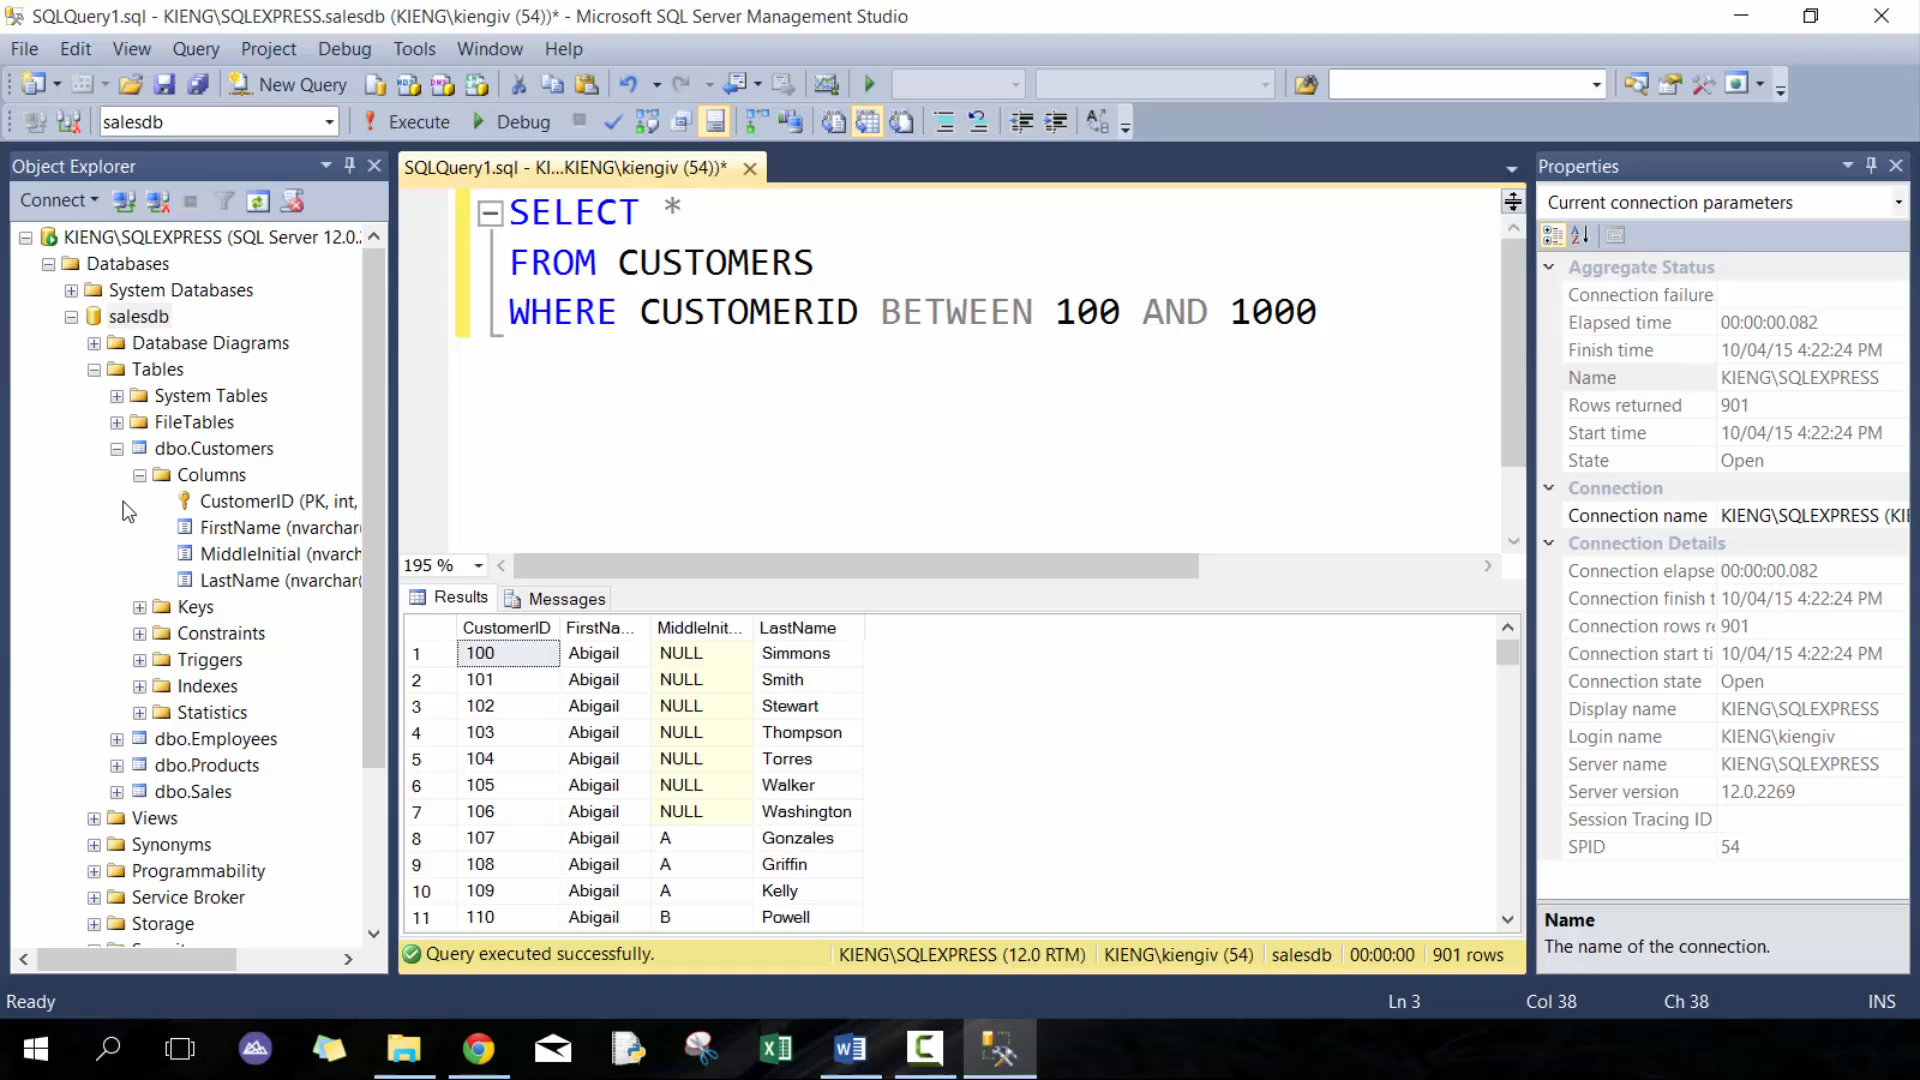 SQLQuery1.sql - KIENG\SQLEXPRESS.salesdb (KIENG\kiengiv (54))* - Microsoft SQL Server Management Studio
File Edit View Query Project Debug Tools Window Help
New Query
salesdb Execute Debug
Object Explorer
Connect
KIENG\SQLEXPRESS (SQL Server 12.0.
Databases
System Databases
salesdb
Database Diagrams
Tables
System Tables
FileTables
dbo.Customers
Columns
CustomerID (PK, int,
FirstName (nvarchar(
MiddleInitial (nvarch
LastName (nvarchar(
Keys
Constraints
Triggers
Indexes
Statistics
dbo.Employees
dbo.Products
dbo.Sales
Views
Synonyms
Programmability
Service Broker
Storage
SQLQuery1.sql - KI...KIENG\kiengiv (54))*
SELECT *
FROM CUSTOMERS
WHERE CUSTOMERID BETWEEN 100 AND 1000
195 %
Results Messages
CustomerID FirstNa... MiddleInit... LastName
1 100 Abigail NULL Simmons
2 101 Abigail NULL Smith
3 102 Abigail NULL Stewart
4 103 Abigail NULL Thompson
5 104 Abigail NULL Torres
6 105 Abigail NULL Walker
7 106 Abigail NULL Washington
8 107 Abigail A Gonzales
9 108 Abigail A Griffin
10 109 Abigail A Kelly
11 110 Abigail B Powell
Query executed successfully. KIENG\SQLEXPRESS (12.0 RTM) KIENG\kiengiv (54) salesdb 00:00:00 901 rows
Properties
Current connection parameters
Aggregate Status
Connection failure
Elapsed time 00:00:00.082
Finish time 10/04/15 4:22:24 PM
Name KIENG\SQLEXPRESS
Rows returned 901
Start time 10/04/15 4:22:24 PM
State Open
Connection
Connection name KIENG\SQLEXPRESS (KI
Connection Details
Connection elapse 00:00:00.082
Connection finish t 10/04/15 4:22:24 PM
Connection rows re 901
Connection start ti 10/04/15 4:22:24 PM
Connection state Open
Display name KIENG\SQLEXPRESS
Login name KIENG\kiengiv
Server name KIENG\SQLEXPRESS
Server version 12.0.2269
Session Tracing ID
SPID 54
Name
The name of the connection.
Ready Ln 3 Col 38 Ch 38 INS